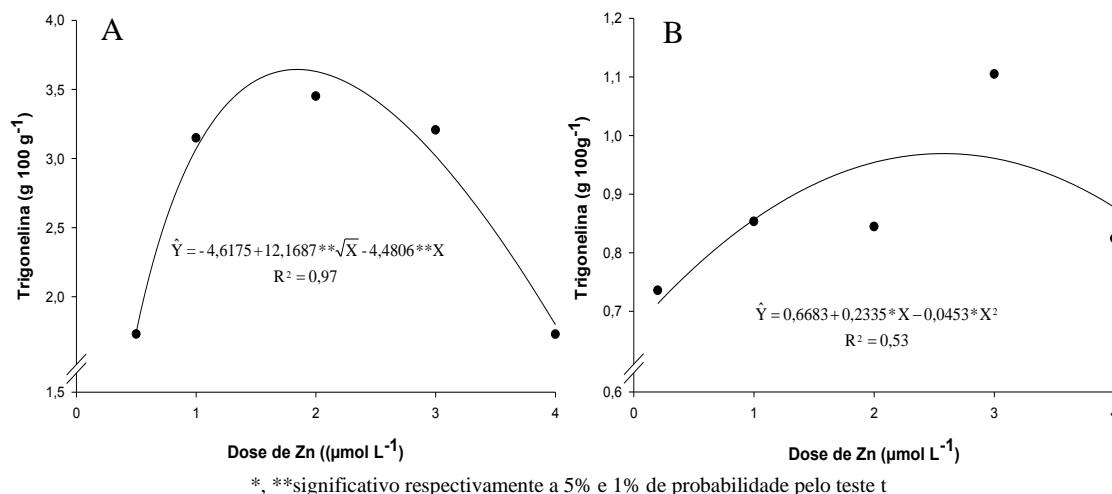 A
4,0
3,5
3,0
2,5
2,0
1,5
Trigonelina (g 100 g⁻¹)
Ŷ = - 4,6175 + 12,1687 ** √X - 4,4806 ** X
R² = 0,97
0 1 2 3 4
Dose de Zn ((µmol L⁻¹)
B
1,2
1,1
1,0
0,9
0,8
0,7
0,6
Trigonelina (g 100g⁻¹)
Ŷ = 0,6683 + 0,2335 * X – 0,0453 * X²
R² = 0,53
0 1 2 3 4
Dose de Zn (µmol L⁻¹)
*, **significativo respectivamente a 5% e 1% de probabilidade pelo teste t